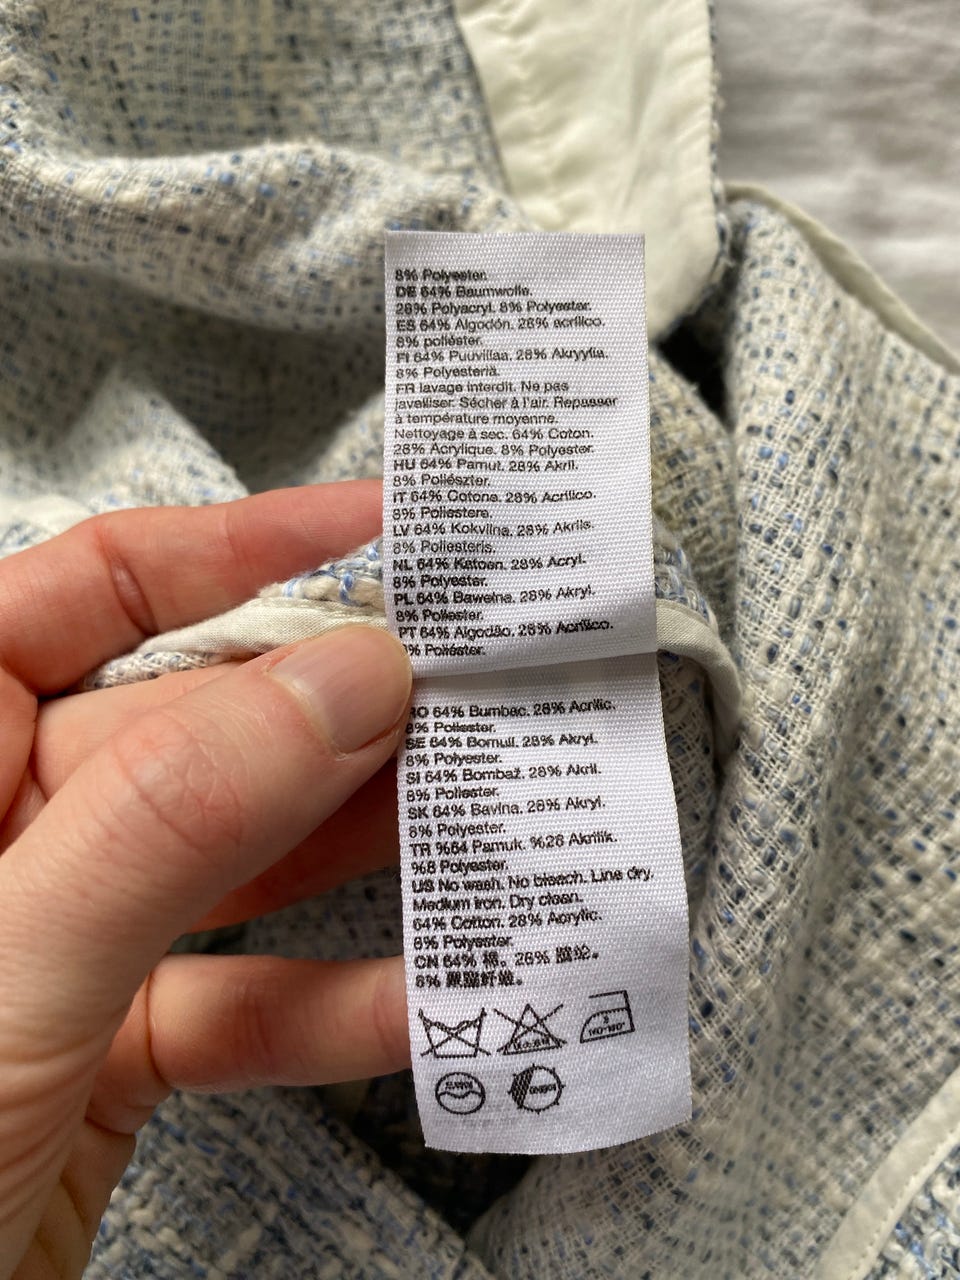 8% Polyester.
DE 64% Baumwolle.
28% Polyacryl. 8% Polyester.
ES 64% Algodón. 28% acrílico.
8% poliéster.
FI 64% Puuvillaa. 28% Akryylia.
8% Polyesteriä.
FR lavage interdit. Ne pas
javelliser. Sécher à l'air. Repasser
à température moyenne.
Nettoyage à sec. 64% Coton.
28% Acrylique. 8% Polyester.
HU 64% Pamut. 28% Akril.
8% Poliészter.
IT 64% Cotone. 28% Acrilico.
8% Poliestere.
LV 64% Kokvilna. 28% Akrils.
8% Poliesteris.
NL 64% Katoen. 28% Acryl.
8% Polyester.
PL 64% Bawełna. 28% Akryl.
8% Poliester.
PT 64% Algodão. 28% Acrílico.
% Poliéster.
RO 64% Bumbac. 28% Acrilic.
8% Poliester.
SE 64% Bomull. 28% Akryl.
8% Polyester.
SI 64% Bombaž. 28% Akril.
8% Poliester.
SK 64% Bavlna. 28% Akryl.
8% Polyester.
TR %64 Pamuk. %28 Akrilik.
%8 Polyester.
US No wash. No bleach. Line dry.
Medium iron. Dry clean.
64% Cotton. 28% Acrylic.
8% Polyester.
CN 64% 棉。28% 腈纶。
8% 聚酯纤维。